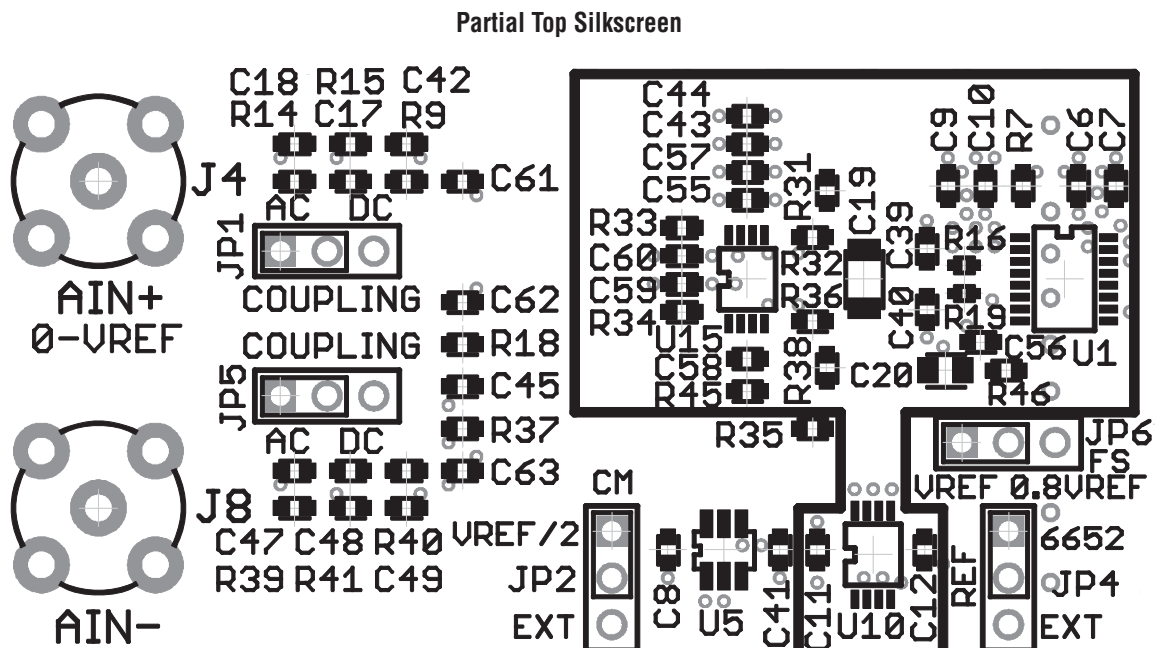 Partial Top Silkscreen
C18 R15 C42
R14 C17 R9
J4
C61
AC DC
JP1
COUPLING
AIN+
0-VREF
C62
COUPLING
R18
JP5
C45
AC DC
R37
C63
J8
C47 C48 R40
R39 R41 C49
AIN-
C44
C43
C57
C55
R31
C19
R33
C60
C59
R34
U15
C58
R45
R32
R36
R38
C39
C40
R16
R19
C9
C10
R7
C6
C7
C56
U1
C20
R46
R35
JP6
FS
VREF 0.8VREF
CM
VREF/2
JP2
EXT
C8
U5
C41
C11
U10
C12
REF
6652
JP4
EXT